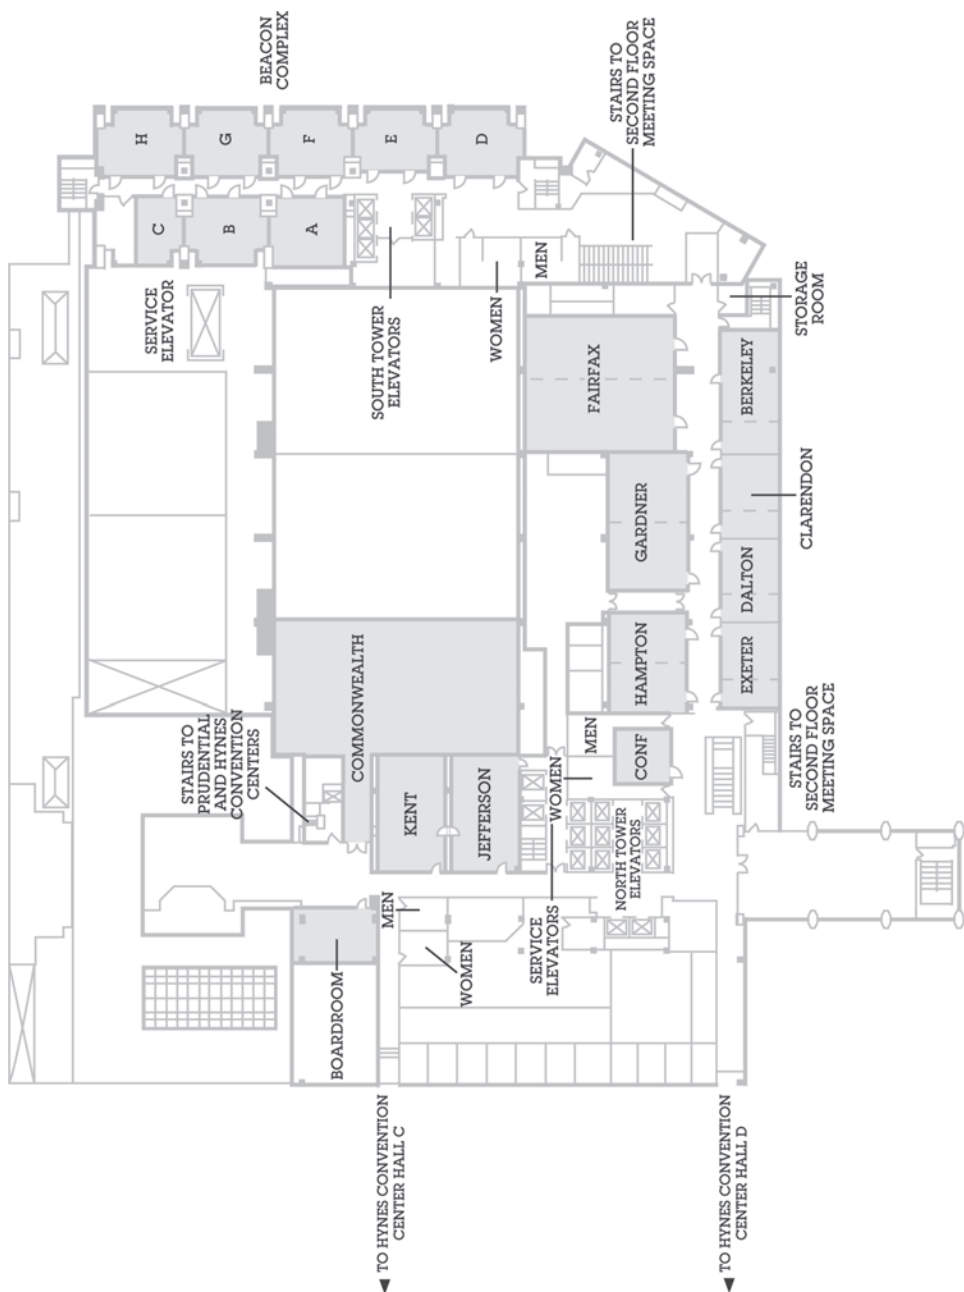 BEACON
COMPLEX
H
G
F
E
D
C
B
A
STAIRS TO
SECOND FLOOR
MEETING SPACE
SERVICE
ELEVATOR
SOUTH TOWER
ELEVATORS
WOMEN
MEN
STORAGE
ROOM
FAIRFAX
BERKELEY
GARDNER
CLARENDON
DALTON
HAMPTON
EXETER
COMMONWEALTH
STAIRS TO
PRUDENTIAL
AND HYNES
CONVENTION
CENTERS
MEN
WOMEN
CONF
STAIRS TO
SECOND FLOOR
MEETING SPACE
KENT
JEFFERSON
NORTH TOWER
ELEVATORS
SERVICE
ELEVATORS
MEN
WOMEN
BOARDROOM
TO HYNES CONVENTION
CENTER HALL C
TO HYNES CONVENTION
CENTER HALL D